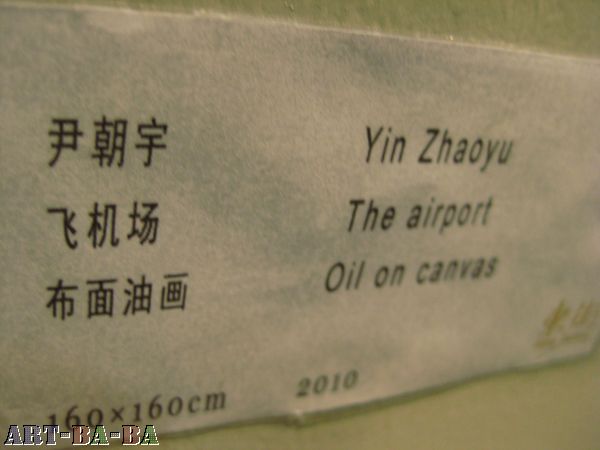 尹朝宇 Yin Zhaoyu
飞机场 The airport
布面油画 Oil on canvas
160×160cm 2010
ART-BA-BA